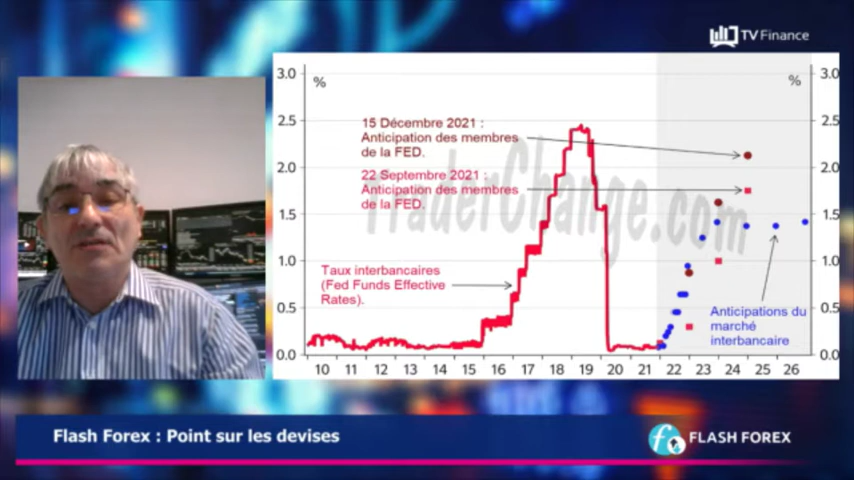 TV Finance
3.0
%
%
3.0
15 Décembre 2021 :
Anticipation des membres
de la FED.
2.5
2.5
2.0
2.0
22 Septembre 2021 :
Anticipation des membres
de la FED.
TraderChange.com
1.5
1.5
1.0
1.0
Taux interbancaires
(Fed Funds Effective
Rates).
0.5
0.5
Anticipations du
marché
interbancaire
0.0
0.0
10 11 12 13 14 15 16 17 18 19 20 21 22 23 24 25 26
Flash Forex : Point sur les devises
FLASH FOREX